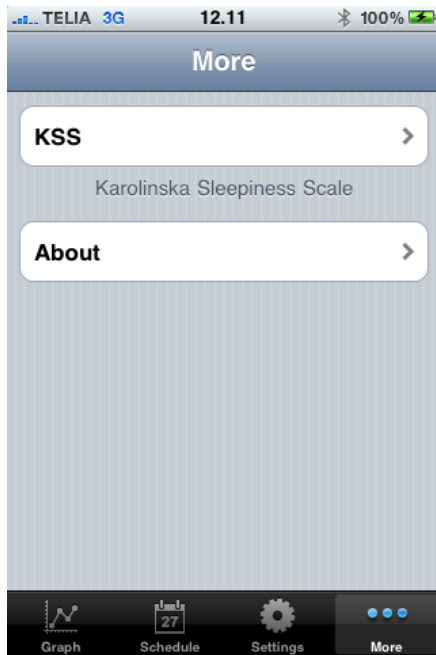 TELIA 3G 12.11 100%
More
KSS
Karolinska Sleepiness Scale
About
27
Graph Schedule Settings More